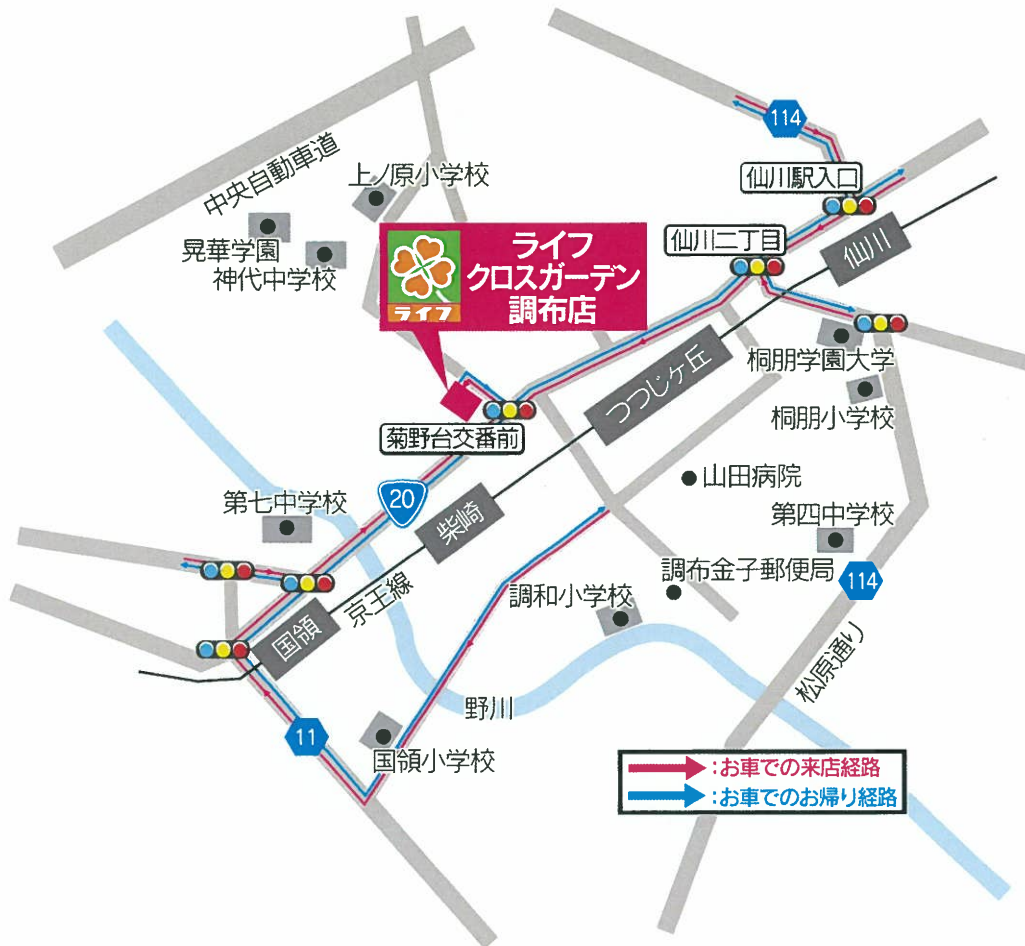 114
仙川駅入口
中央自動車道
上ノ原小学校
晃華学園
神代中学校
ライフ
ライフ
クロスガーデン
調布店
仙川二丁目
仙川
桐朋学園大学
桐朋小学校
つつじヶ丘
菊野台交番前
山田病院
20
第七中学校
柴崎
第四中学校
調布金子郵便局
114
調和小学校
京王線
国領
松原通り
野川
11
国領小学校
:お車での来店経路
:お車でのお帰り経路